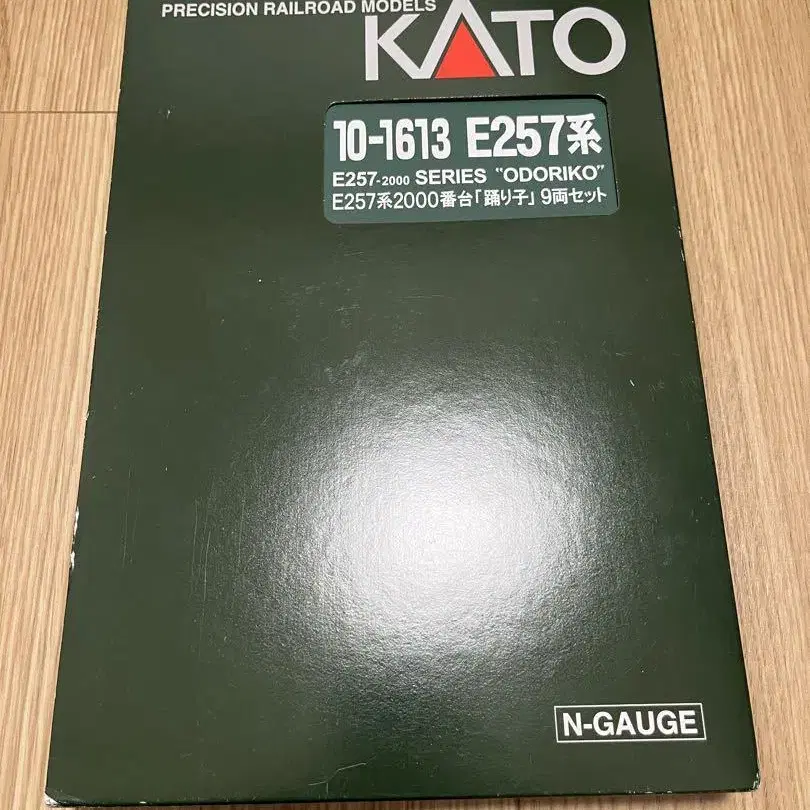 PRECISION RAILROAD MODELS
KATO
10-1613 E257系
E257-2000 SERIES "ODORIKO"
E257系2000番台「踊り子」9両セット
N-GAUGE